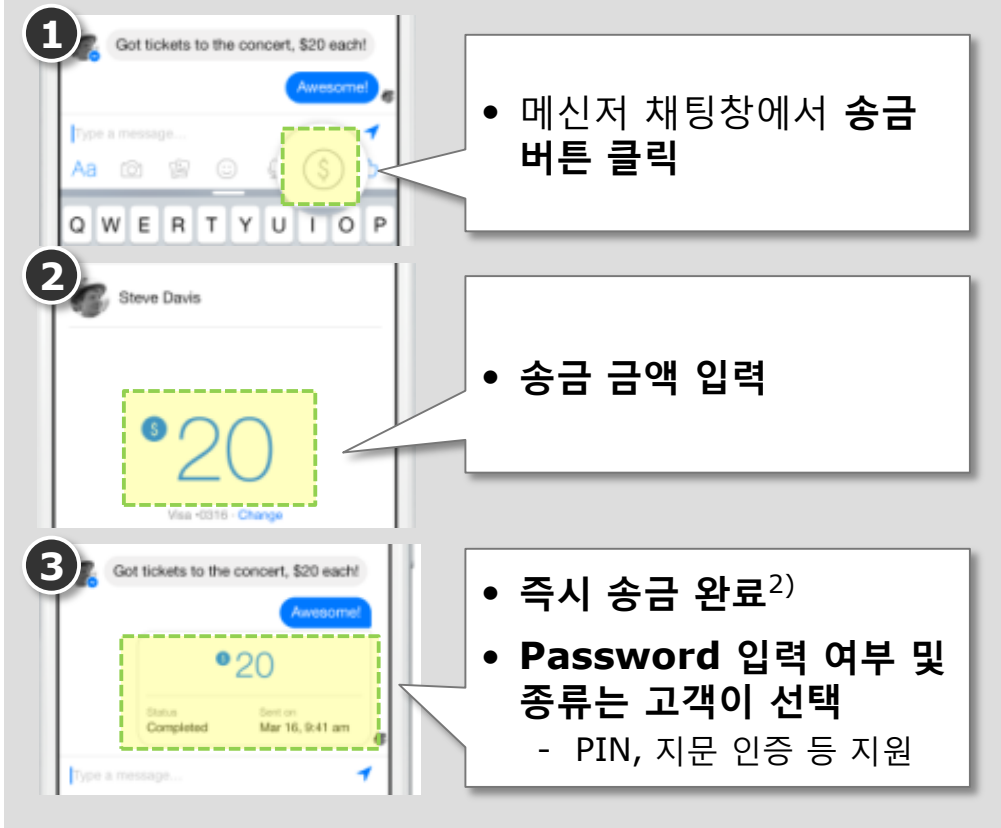 1
Got tickets to the concert, $20 each!
Awesome!
Type a message...
Aa
$
Q W E R T Y U I O P
• 메신저 채팅창에서 송금
버튼 클릭
2
Steve Davis
$ 20
Visa •0316 · Change
• 송금 금액 입력
3
Got tickets to the concert, $20 each!
Awesome!
$ 20
Status Sent on
Completed Mar 16, 9:41 am
Type a message...
• 즉시 송금 완료2)
• Password 입력 여부 및
종류는 고객이 선택
- PIN, 지문 인증 등 지원